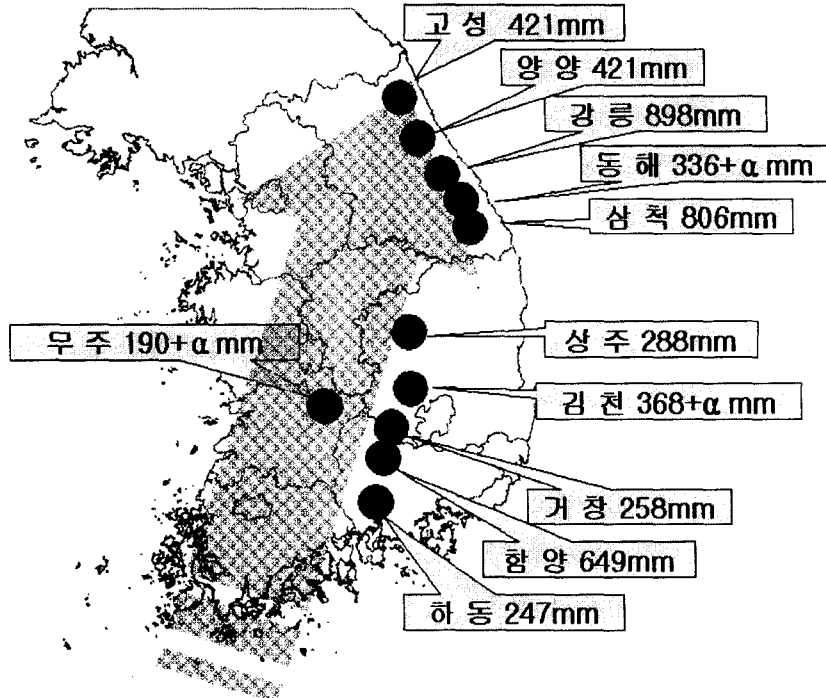 고 성 421mm
양 양 421mm
강 릉 898mm
동 해 336+α mm
삼 척 806mm
무 주 190+α mm
상 주 288mm
김 천 368+α mm
거 창 258mm
함 양 649mm
하 동 247mm